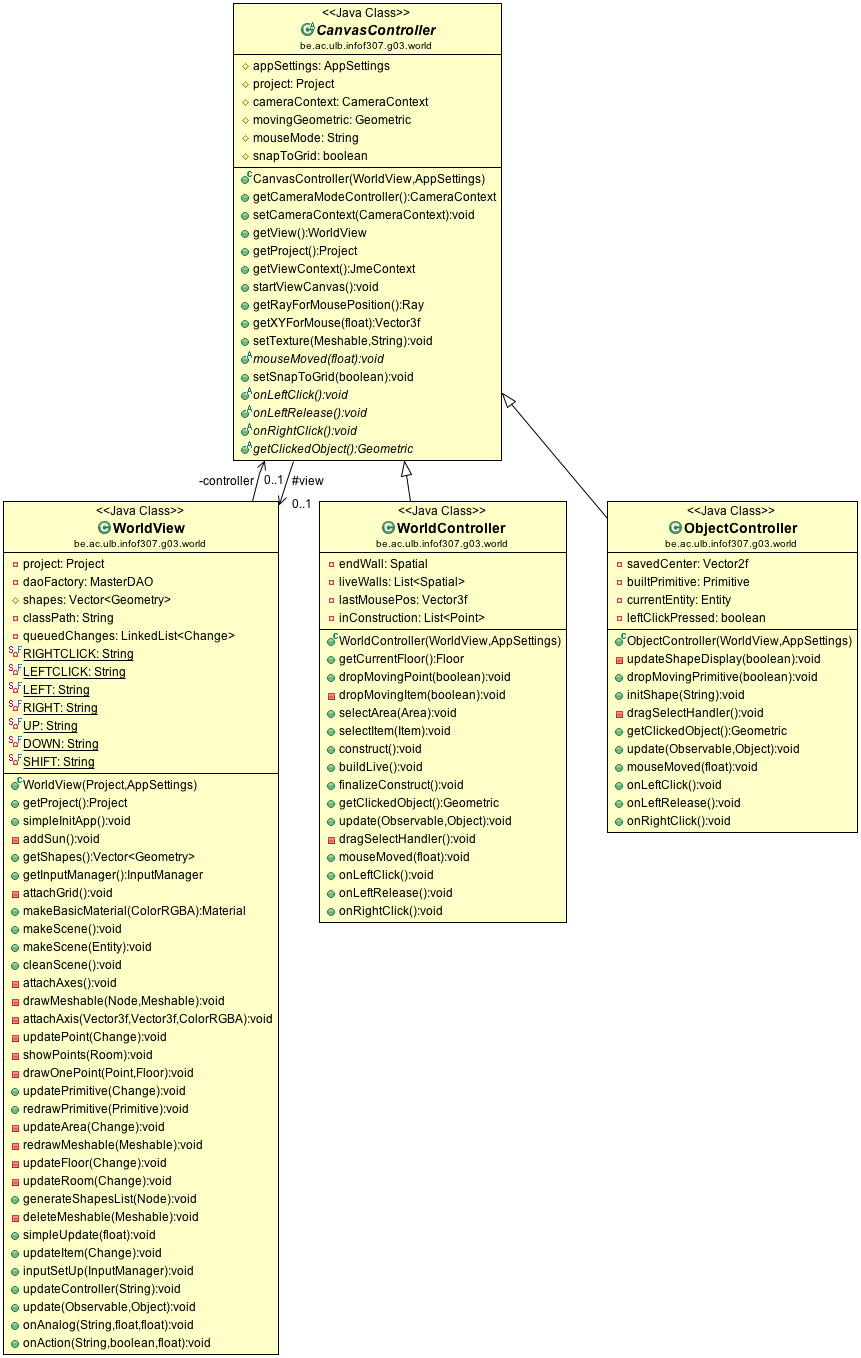 <<Java Class>>
CanvasController
be.ac.ulb.infof307.g03.world
appSettings: AppSettings
project: Project
cameraContext: CameraContext
movingGeometric: Geometric
mouseMode: String
snapToGrid: boolean
CanvasController(WorldView,AppSettings)
getCameraModeController():CameraContext
setCameraContext(CameraContext):void
getView():WorldView
getProject():Project
getViewContext():JmeContext
startViewCanvas():void
getRayForMousePosition():Ray
getXYForMouse(float):Vector3f
setTexture(Meshable,String):void
mouseMoved(float):void
setSnapToGrid(boolean):void
onLeftClick():void
onLeftRelease():void
onRightClick():void
getClickedObject():Geometric
-controller
0..1
#view
0..1
<<Java Class>>
WorldView
be.ac.ulb.infof307.g03.world
project: Project
daoFactory: MasterDAO
shapes: Vector<Geometry>
classPath: String
queuedChanges: LinkedList<Change>
RIGHTCLICK: String
LEFTCLICK: String
LEFT: String
RIGHT: String
UP: String
DOWN: String
SHIFT: String
WorldView(Project,AppSettings)
getProject():Project
simpleInitApp():void
addSun():void
getShapes():Vector<Geometry>
getInputManager():InputManager
attachGrid():void
makeBasicMaterial(ColorRGBA):Material
makeScene():void
makeScene(Entity):void
cleanScene():void
attachAxes():void
drawMeshable(Node,Meshable):void
attachAxis(Vector3f,Vector3f,ColorRGBA):void
updatePoint(Change):void
showPoints(Room):void
drawOnePoint(Point,Floor):void
updatePrimitive(Change):void
redrawPrimitive(Primitive):void
updateArea(Change):void
redrawMeshable(Meshable):void
updateFloor(Change):void
updateRoom(Change):void
generateShapesList(Node):void
deleteMeshable(Meshable):void
simpleUpdate(float):void
updateItem(Change):void
inputSetUp(InputManager):void
updateController(String):void
update(Observable,Object):void
onAnalog(String,float,float):void
onAction(String,boolean,float):void
<<Java Class>>
WorldController
be.ac.ulb.infof307.g03.world
endWall: Spatial
liveWalls: List<Spatial>
lastMousePos: Vector3f
inConstruction: List<Point>
WorldController(WorldView,AppSettings)
getCurrentFloor():Floor
dropMovingPoint(boolean):void
dropMovingItem(boolean):void
selectArea(Area):void
selectItem(Item):void
construct():void
buildLive():void
finalizeConstruct():void
getClickedObject():Geometric
update(Observable,Object):void
dragSelectHandler():void
mouseMoved(float):void
onLeftClick():void
onLeftRelease():void
onRightClick():void
<<Java Class>>
ObjectController
be.ac.ulb.infof307.g03.world
savedCenter: Vector2f
builtPrimitive: Primitive
currentEntity: Entity
leftClickPressed: boolean
ObjectController(WorldView,AppSettings)
updateShapeDisplay(boolean):void
dropMovingPrimitive(boolean):void
initShape(String):void
dragSelectHandler():void
getClickedObject():Geometric
update(Observable,Object):void
mouseMoved(float):void
onLeftClick():void
onLeftRelease():void
onRightClick():void